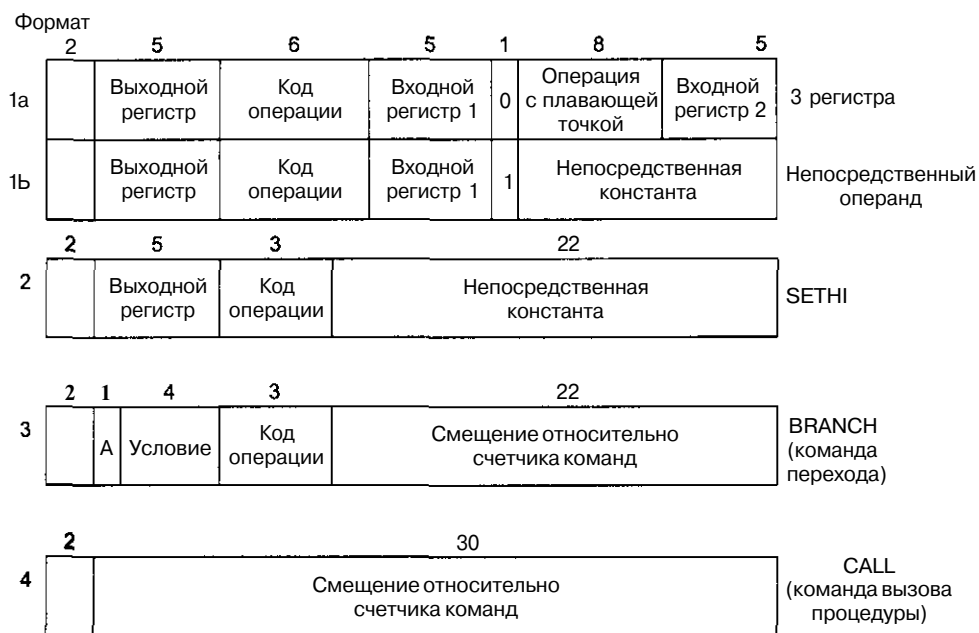 Формат
2 5 6 5 1 8 5
1а Выходной регистр Код операции Входной регистр 1 0 Операция с плавающей точкой Входной регистр 2 3 регистра
1b Выходной регистр Код операции Входной регистр 1 1 Непосредственная константа Непосредственный операнд
2 5 3 22
2 Выходной регистр Код операции Непосредственная константа SETHI
2 1 4 3 22
3 А Условие Код операции Смещение относительно счетчика команд BRANCH (команда перехода)
2 30
4 Смещение относительно счетчика команд CALL (команда вызова процедуры)